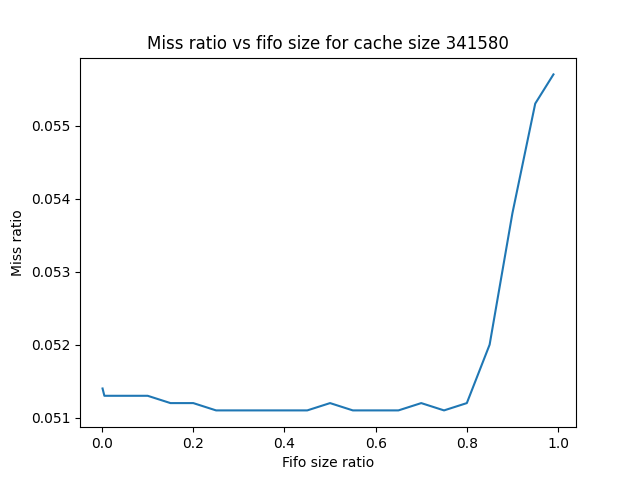 Miss ratio vs fifo size for cache size 341580
0.055
0.054
0.053
0.052
0.051
Miss ratio
0.0 0.2 0.4 0.6 0.8 1.0
Fifo size ratio